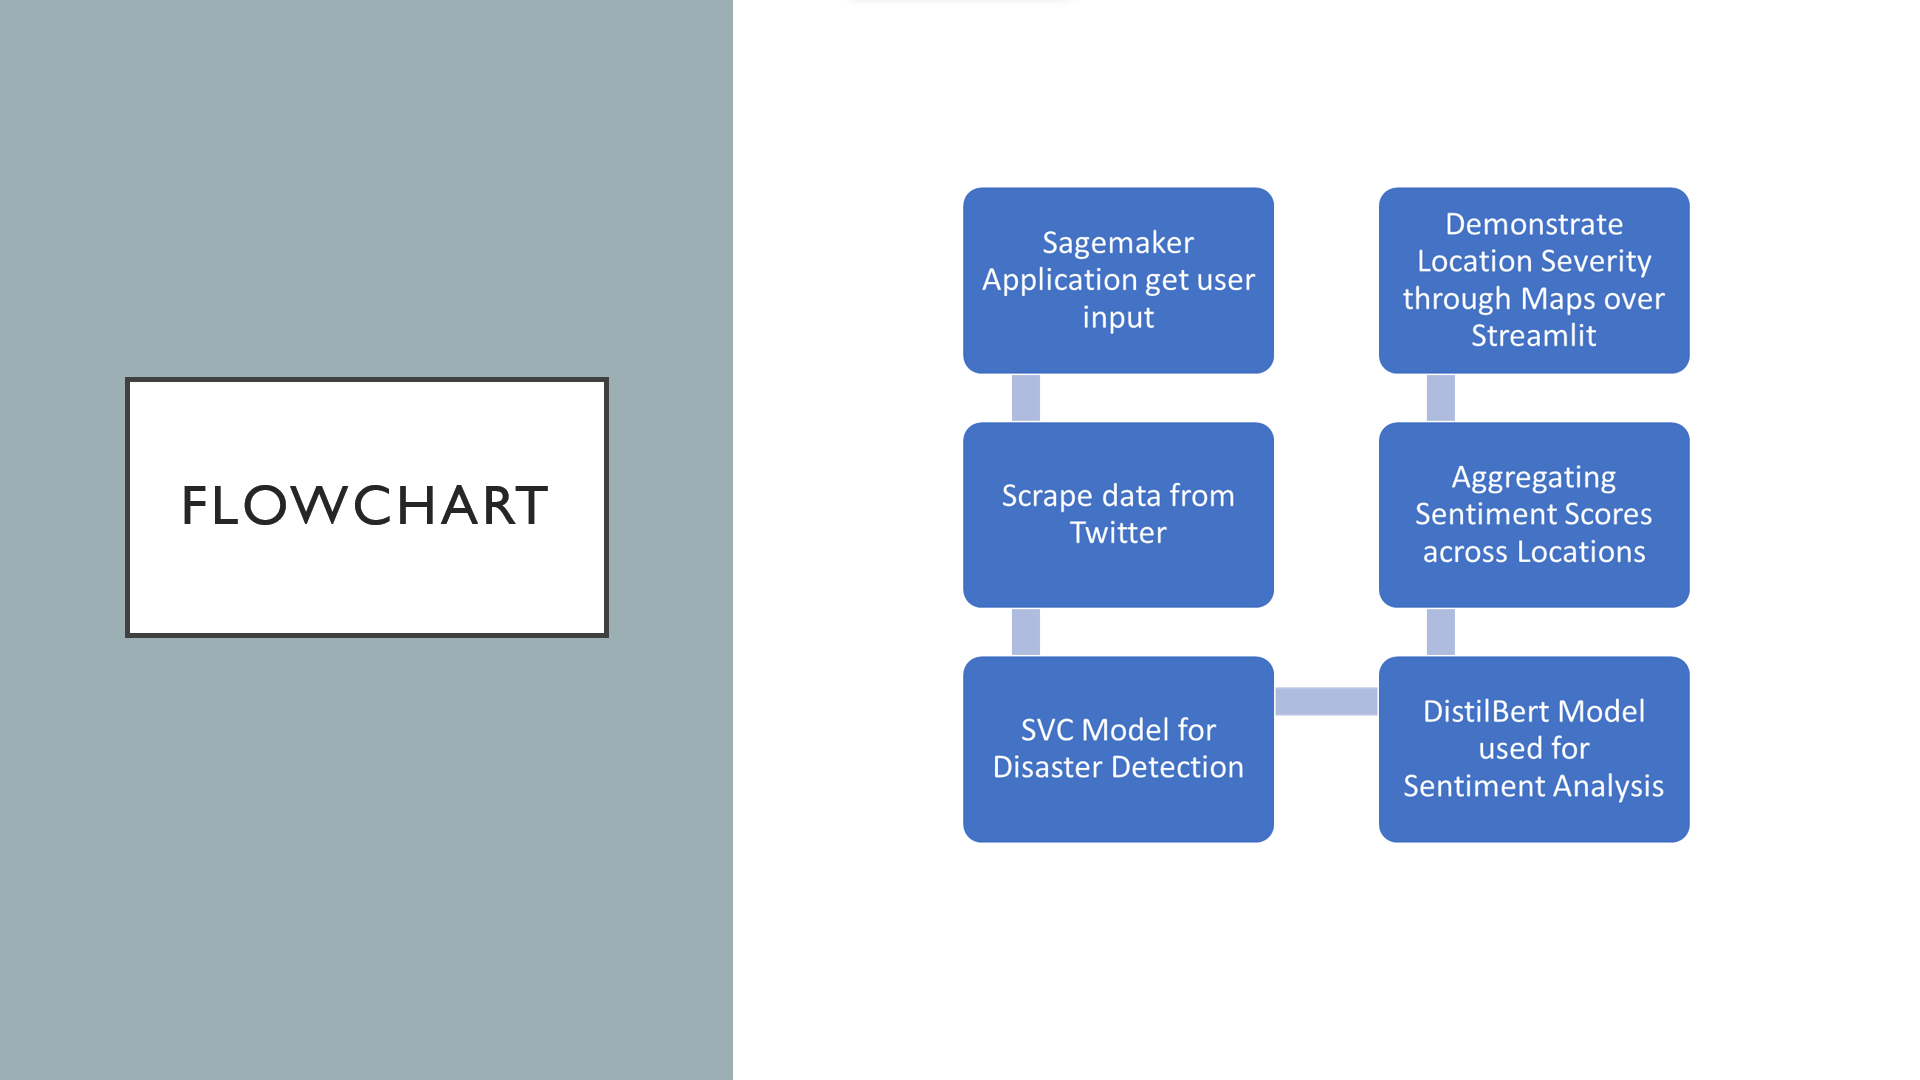 FLOWCHART
Sagemaker
Application get user
input
Scrape data from
Twitter
SVC Model for
Disaster Detection
DistilBert Model
used for
Sentiment Analysis
Aggregating
Sentiment Scores
across Locations
Demonstrate
Location Severity
through Maps over
Streamlit